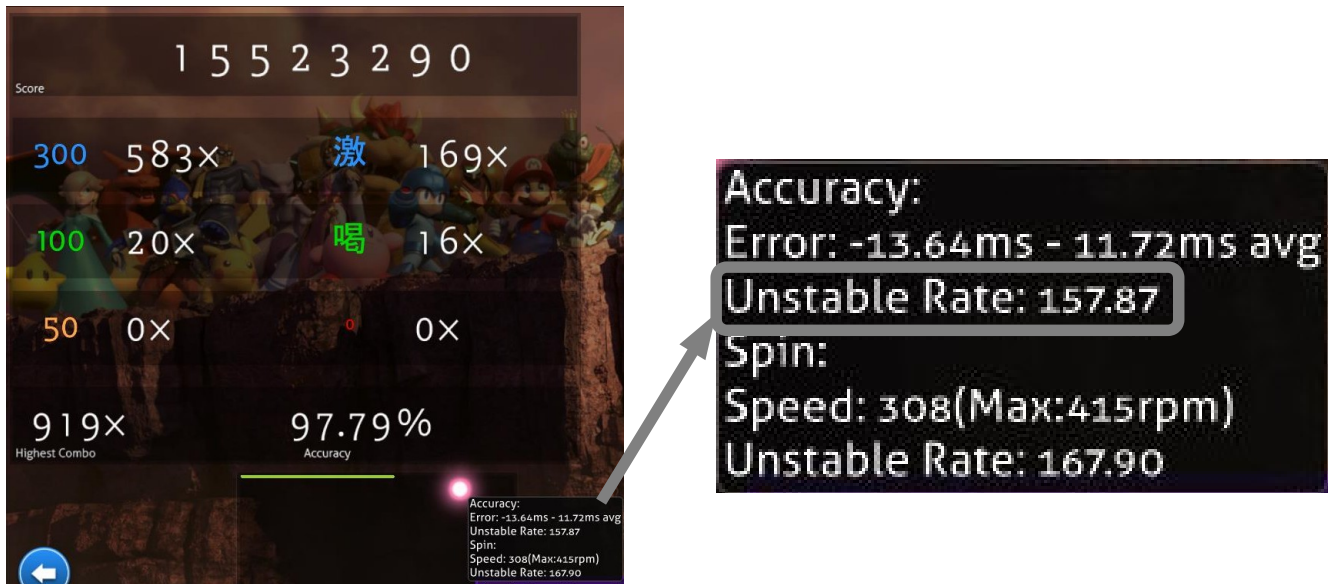 15523290
Score
300 583× 激 169×
100 20× 喝 16×
50 0× 0 0×
919× 97.79%
Highest Combo Accuracy
Accuracy:
Error: -13.64ms - 11.72ms avg
Unstable Rate: 157.87
Spin:
Speed: 308(Max:415rpm)
Unstable Rate: 167.90
Accuracy:
Error: -13.64ms - 11.72ms avg
Unstable Rate: 157.87
Spin:
Speed: 308(Max:415rpm)
Unstable Rate: 167.90